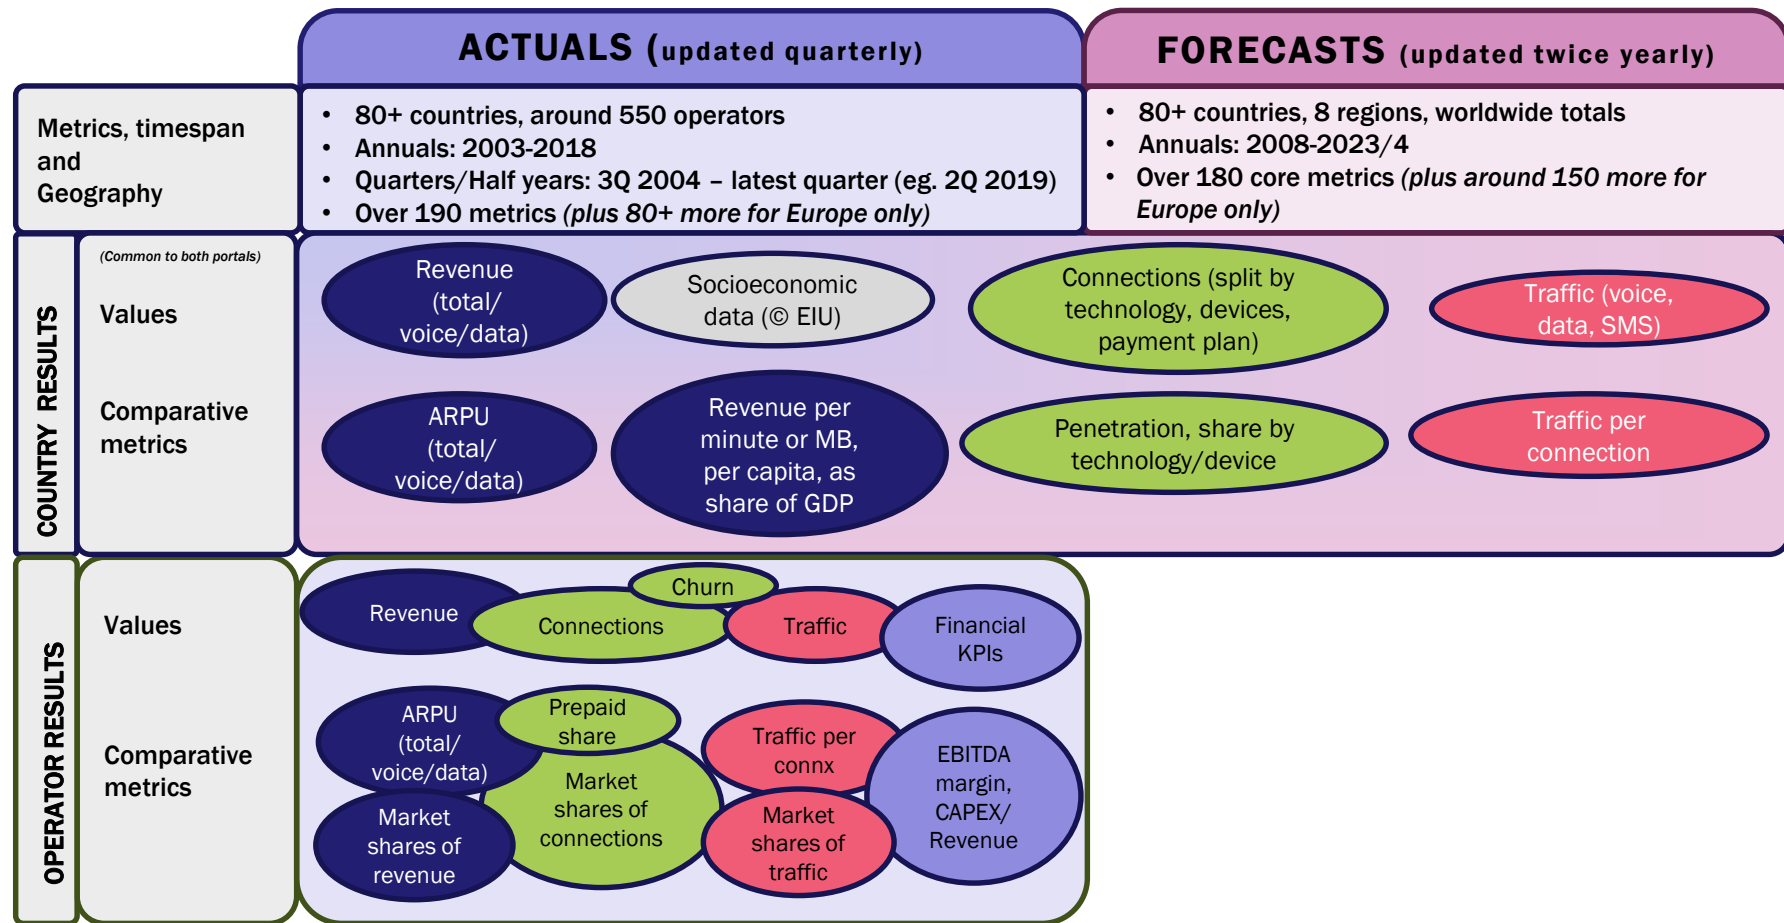 ACTUALS (updated quarterly)
FORECASTS (updated twice yearly)
Metrics, timespan
and
Geography
• 80+ countries, around 550 operators
• Annuals: 2003-2018
• Quarters/Half years: 3Q 2004 – latest quarter (eg. 2Q 2019)
• Over 190 metrics (plus 80+ more for Europe only)
• 80+ countries, 8 regions, worldwide totals
• Annuals: 2008-2023/4
• Over 180 core metrics (plus around 150 more for
Europe only)
COUNTRY RESULTS
(Common to both portals)
Values
Revenue
(total/
voice/data)
Socioeconomic
data (© EIU)
Connections (split by
technology, devices,
payment plan)
Traffic (voice,
data, SMS)
Comparative
metrics
ARPU
(total/
voice/data)
Revenue per
minute or MB,
per capita, as
share of GDP
Penetration, share by
technology/device
Traffic per
connection
OPERATOR RESULTS
Values
Revenue
Connections
Churn
Traffic
Financial
KPIs
Comparative
metrics
ARPU
(total/
voice/data)
Prepaid
share
Market
shares of
connections
Traffic per
connx
EBITDA
margin,
CAPEX/
Revenue
Market
shares of
revenue
Market
shares of
traffic